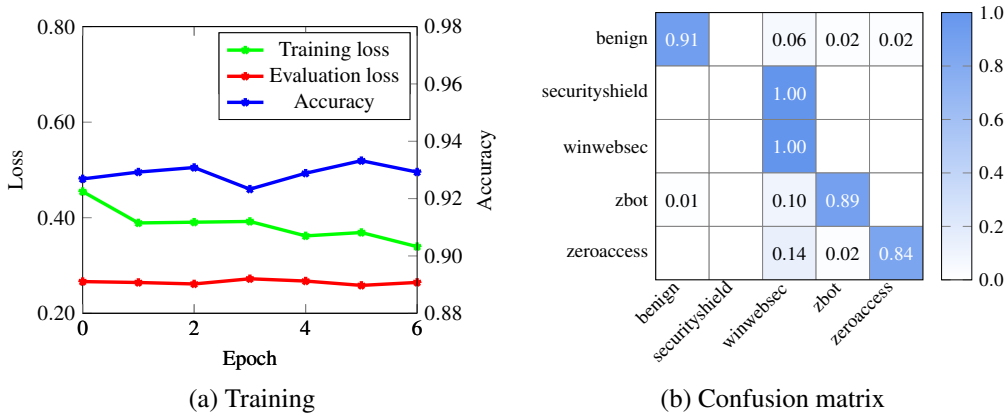 0.80
0.60
0.40
0.20
Loss
0.98
0.96
0.94
0.92
0.90
0.88
Accuracy
Training loss
Evaluation loss
Accuracy
0 2 4 6
Epoch
(a) Training
benign 0.91 0.06 0.02 0.02
securityshield 1.00
winwebsec 1.00
zbot 0.01 0.10 0.89
zeroaccess 0.14 0.02 0.84
benign securityshield winwebsec zbot zeroaccess
1.0
0.8
0.6
0.4
0.2
0.0
(b) Confusion matrix